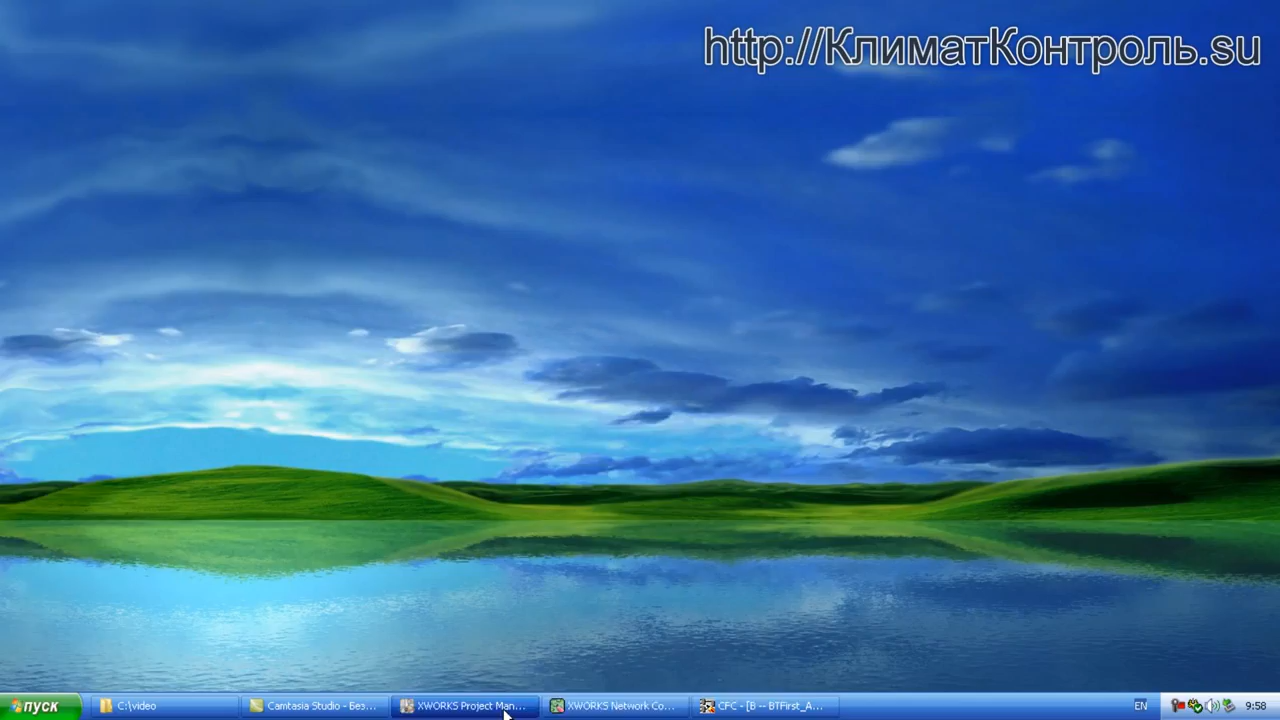 http://КлиматКонтроль.su
пуск
C:\video
Camtasia Studio - Без...
XWORKS Project Man...
XWORKS Network Co...
CFC - [B -- BTFirst_A...
EN
9:58